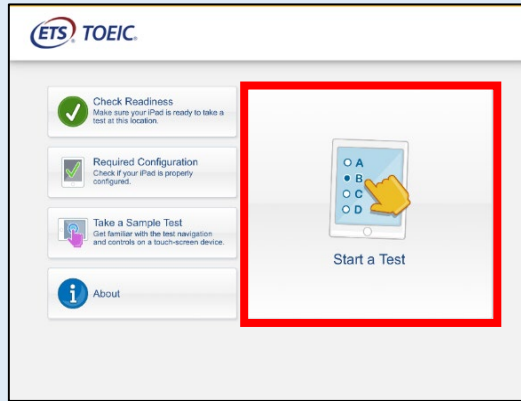 ETS TOEIC.
Check Readiness
Make sure your iPad is ready to take a
test at this location.
Required Configuration
Check if your iPad is properly
configured.
Take a Sample Test
Get familiar with the test navigation
and controls on a touch-screen device.
About
A
B
C
D
Start a Test